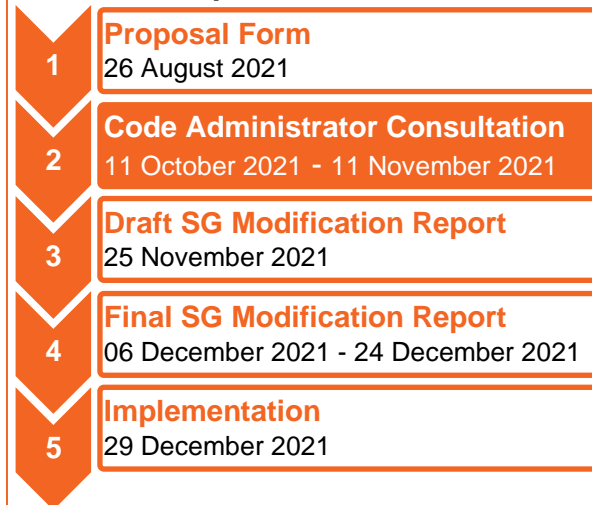 1
Proposal Form
26 August 2021
2
Code Administrator Consultation
11 October 2021 - 11 November 2021
3
Draft SG Modification Report
25 November 2021
4
Final SG Modification Report
06 December 2021 - 24 December 2021
5
Implementation
29 December 2021